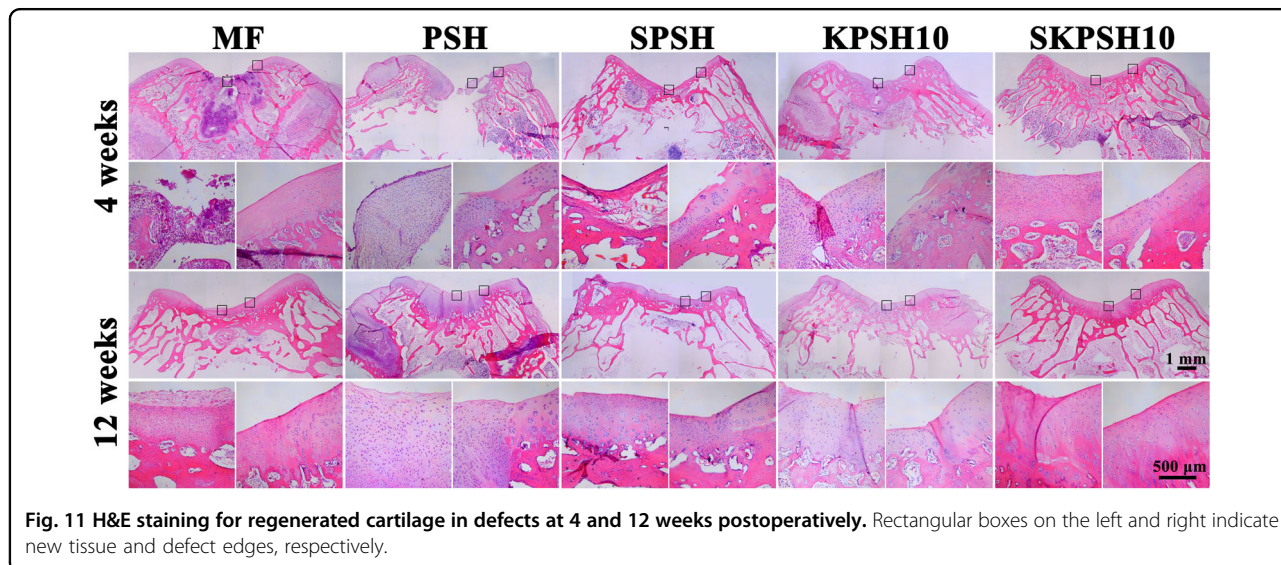 MF PSH SPSH KPSH10 SKPSH10
4 weeks
12 weeks
1 mm
500 µm
Fig. 11 H&E staining for regenerated cartilage in defects at 4 and 12 weeks postoperatively. Rectangular boxes on the left and right indicate
new tissue and defect edges, respectively.